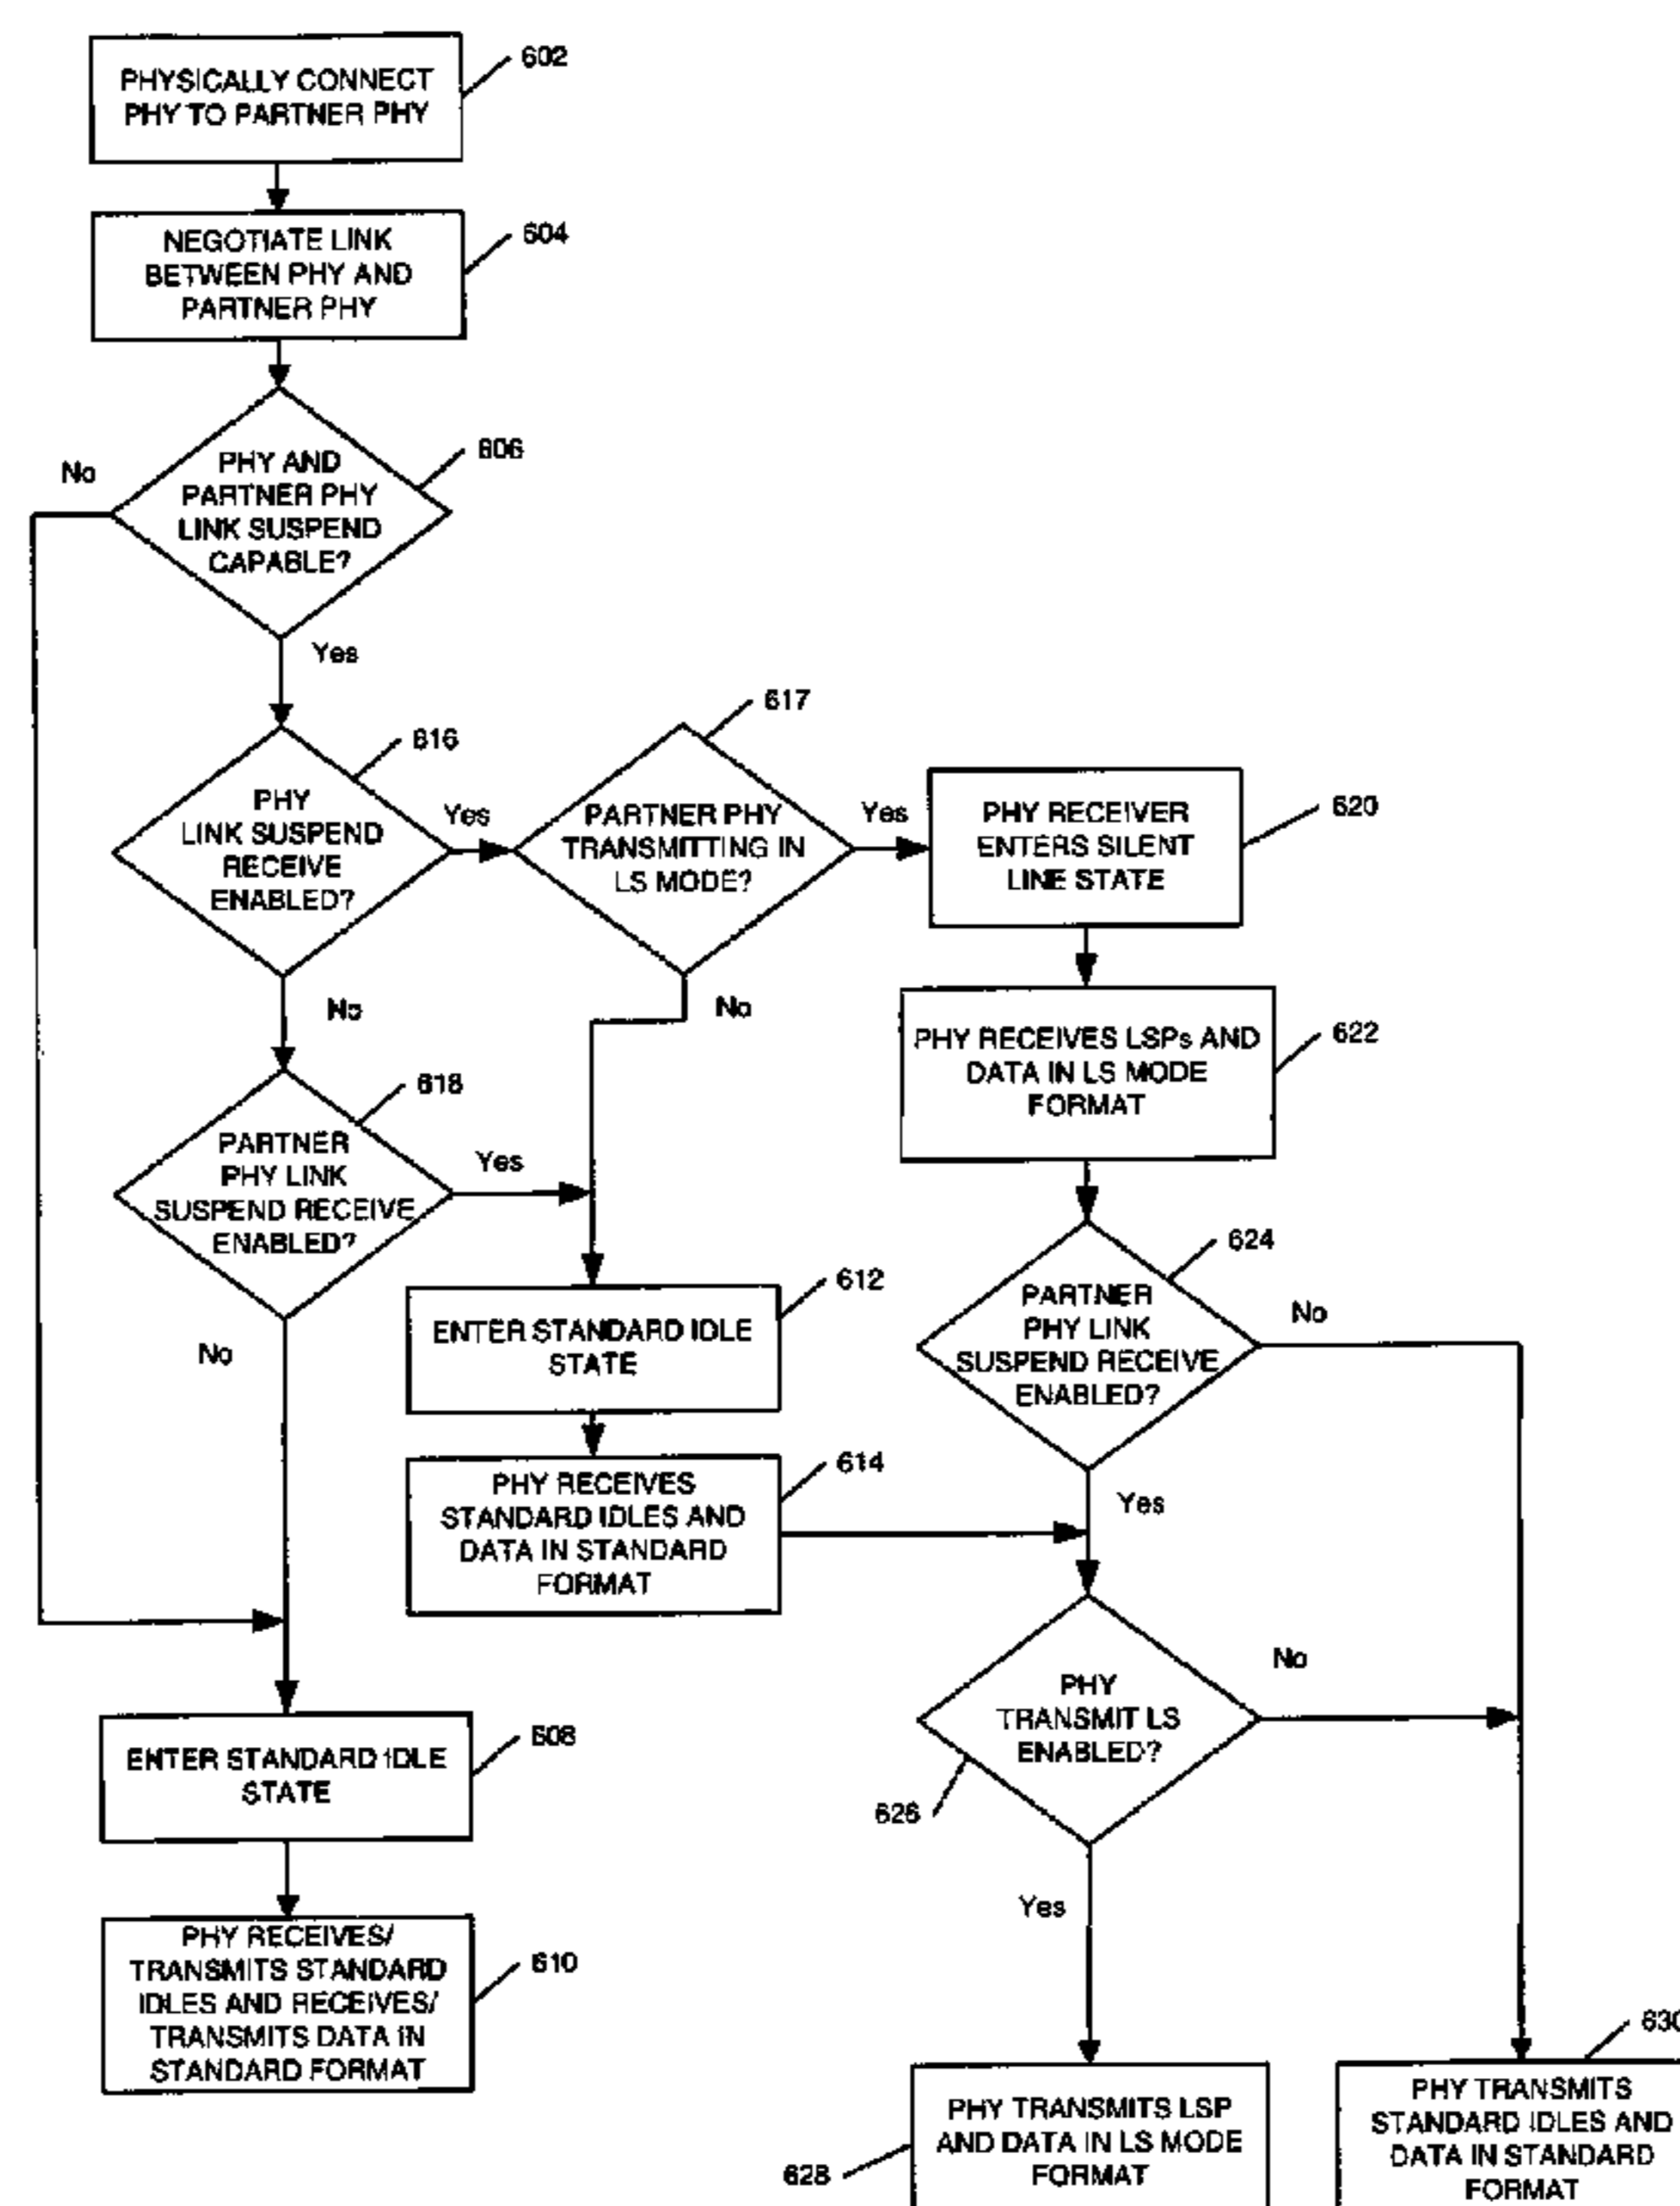 602
PHYSICALLY CONNECT
PHY TO PARTNER PHY
604
NEGOTIATE LINK
BETWEEN PHY AND
PARTNER PHY
606
No
PHY AND
PARTNER PHY
LINK SUSPEND
CAPABLE?
Yes
616
PHY
LINK SUSPEND
RECEIVE
ENABLED?
Yes
No
617
PARTNER PHY
TRANSMITTING IN
LS MODE?
Yes
No
620
PHY RECEIVER
ENTERS SILENT
LINE STATE
622
PHY RECEIVES LSPs AND
DATA IN LS MODE
FORMAT
618
PARTNER
PHY LINK
SUSPEND RECEIVE
ENABLED?
Yes
No
612
ENTER STANDARD IDLE
STATE
614
PHY RECEIVES
STANDARD IDLES AND
DATA IN STANDARD
FORMAT
624
PARTNER
PHY LINK
SUSPEND RECEIVE
ENABLED?
No
Yes
PHY
TRANSMIT LS
ENABLED?
No
626
Yes
608
ENTER STANDARD IDLE
STATE
610
PHY RECEIVES/
TRANSMITS STANDARD
IDLES AND RECEIVES/
TRANSMITS DATA IN
STANDARD FORMAT
628
PHY TRANSMITS LSP
AND DATA IN LS MODE
FORMAT
630
PHY TRANSMITS
STANDARD IDLES AND
DATA IN STANDARD
FORMAT